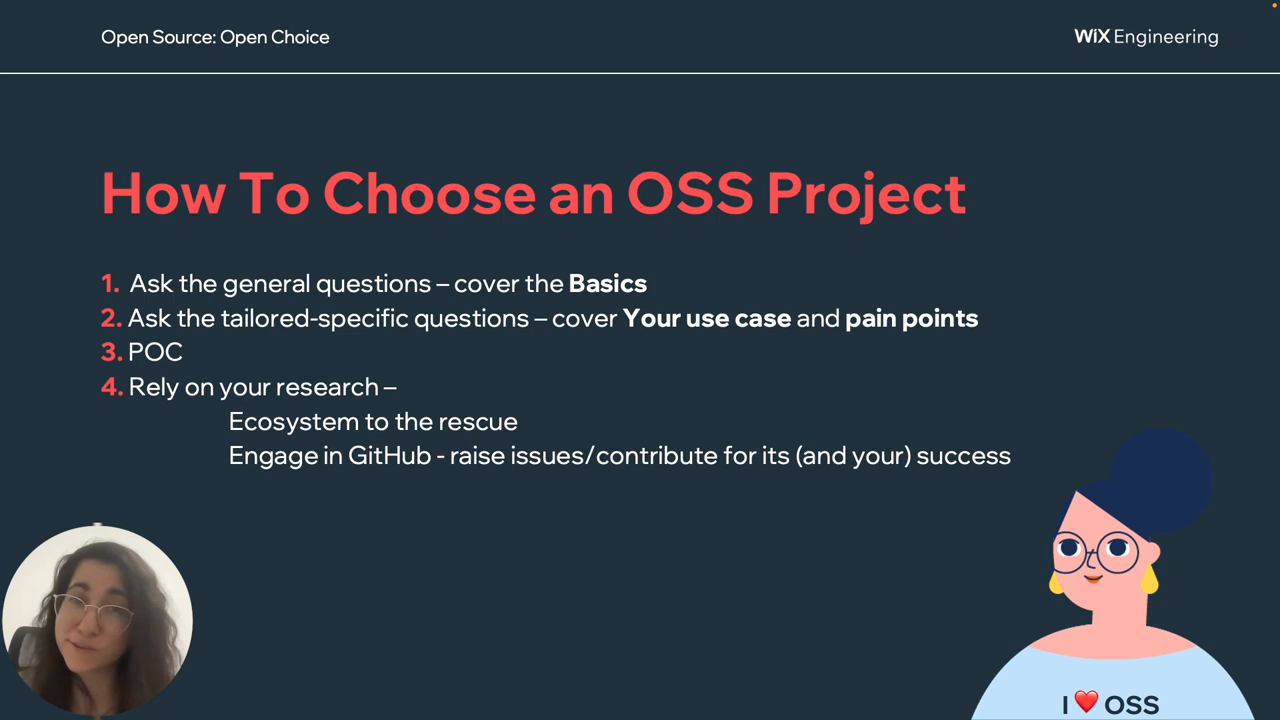 Open Source: Open Choice
WiX Engineering
How To Choose an OSS Project
1. Ask the general questions – cover the Basics
2. Ask the tailored-specific questions – cover Your use case and pain points
3. POC
4. Rely on your research –
Ecosystem to the rescue
Engage in GitHub - raise issues/contribute for its (and your) success
I ❤️ OSS